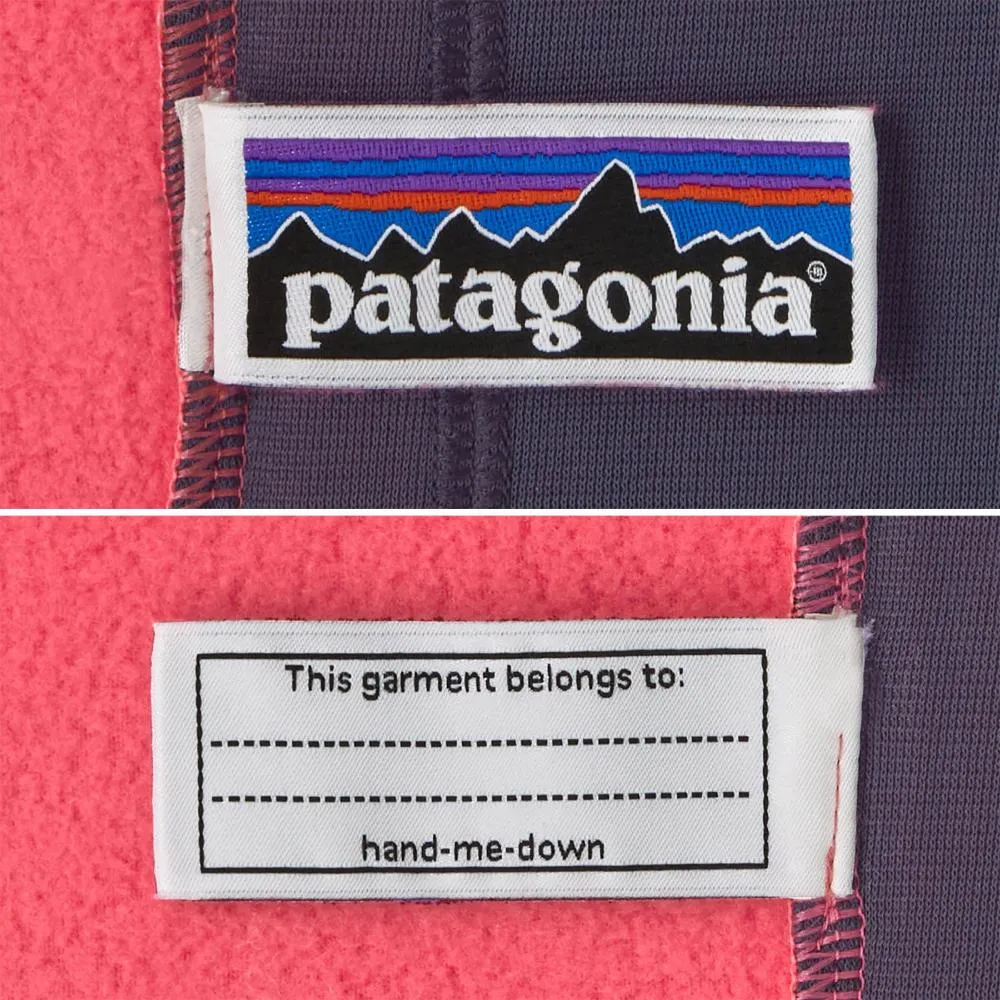 patagonia
This garment belongs to:
hand-me-down